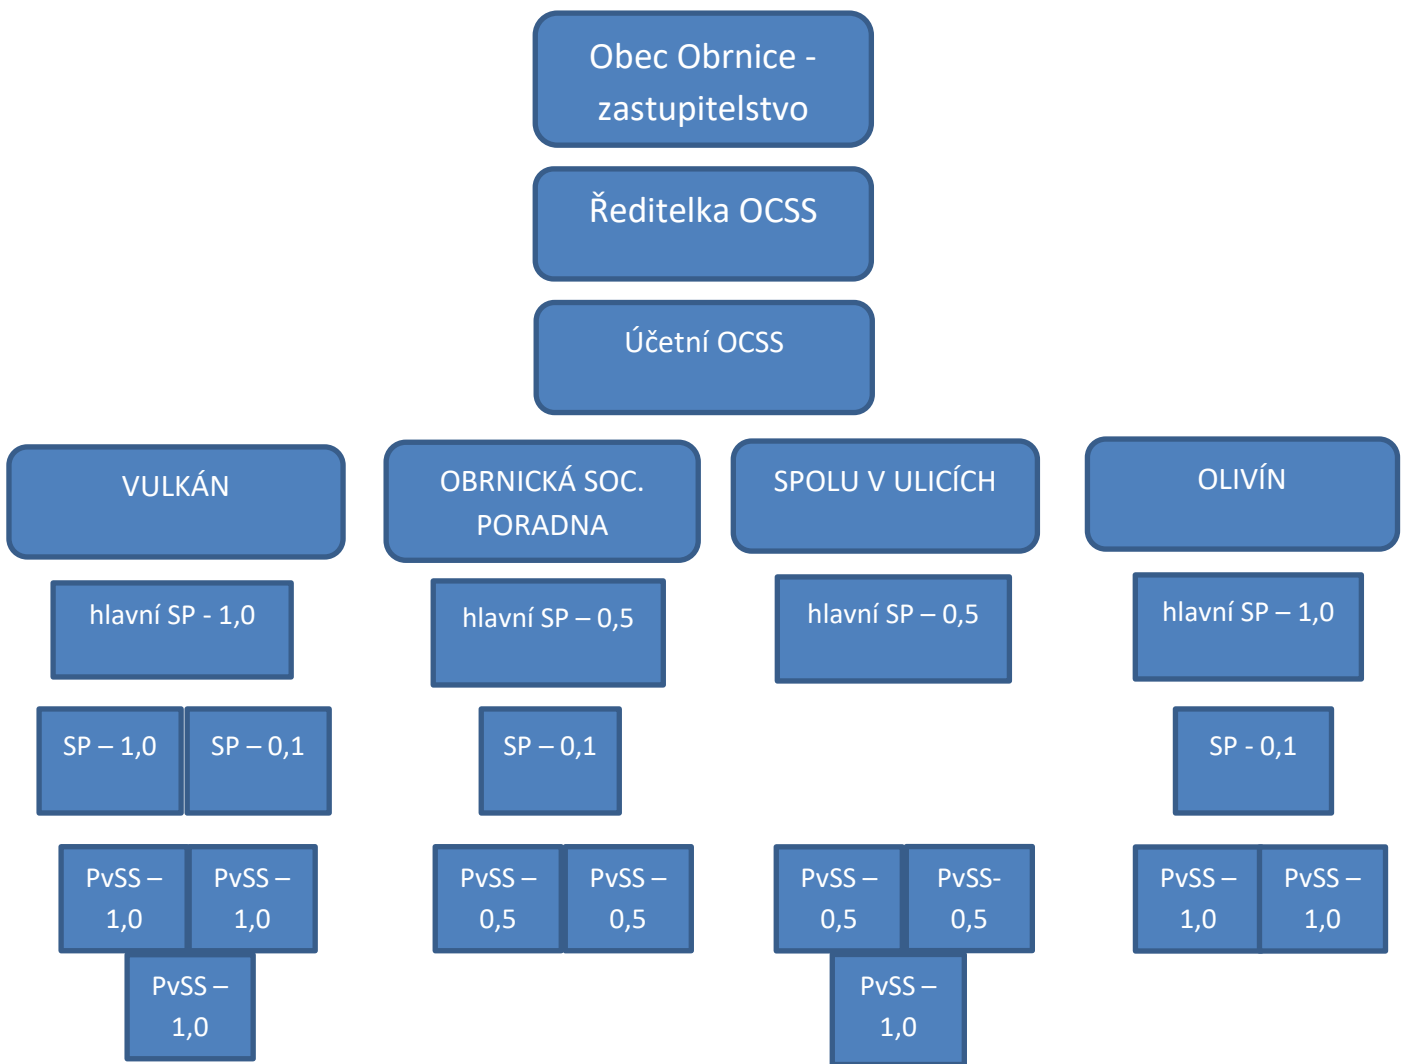 Obec Obrnice -
zastupitelstvo
Ředitelka OCSS
Účetní OCSS
VULKÁN
OBRNICKÁ SOC.
PORADNA
SPOLU V ULICÍCH
OLIVÍN
hlavní SP - 1,0
hlavní SP – 0,5
hlavní SP – 0,5
hlavní SP – 1,0
SP – 1,0
SP – 0,1
SP – 0,1
SP - 0,1
PvSS –
1,0
PvSS –
1,0
PvSS –
0,5
PvSS –
0,5
PvSS –
0,5
PvSS-
0,5
PvSS –
1,0
PvSS –
1,0
PvSS –
1,0
PvSS –
1,0